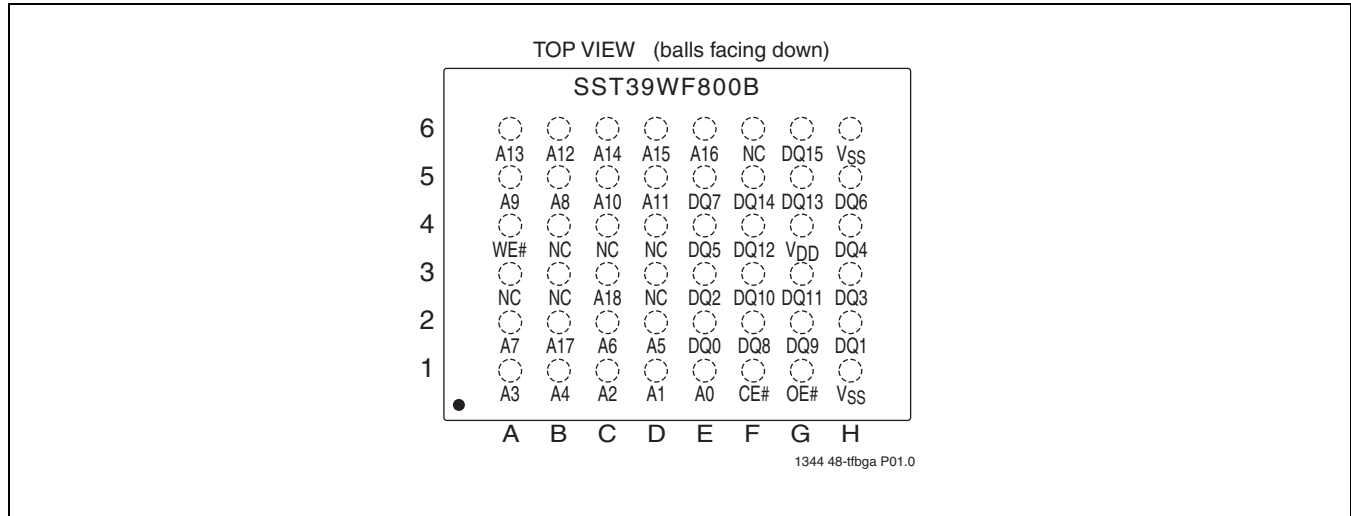 TOP VIEW (balls facing down)
SST39WF800B
6
A13 A12 A14 A15 A16 NC DQ15 VSS
5
A9 A8 A10 A11 DQ7 DQ14 DQ13 DQ6
4
WE# NC NC NC DQ5 DQ12 VDD DQ4
3
NC NC A18 NC DQ2 DQ10 DQ11 DQ3
2
A7 A17 A6 A5 DQ0 DQ8 DQ9 DQ1
1
A3 A4 A2 A1 A0 CE# OE# VSS
A B C D E F G H
1344 48-tfbga P01.0